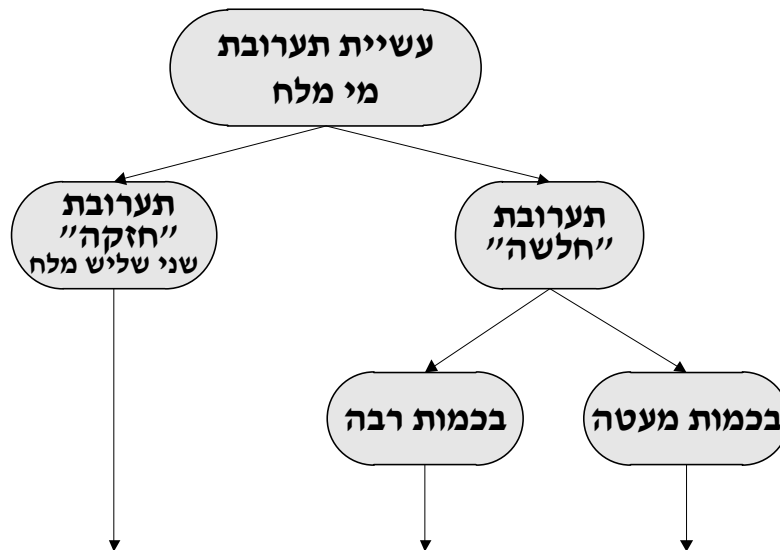 עשיית תערובת
מי מלח
תערובת
״חלשה״
תערובת
״חזקה״
שני שליש מלח
בכמות מעטה
בכמות רבה